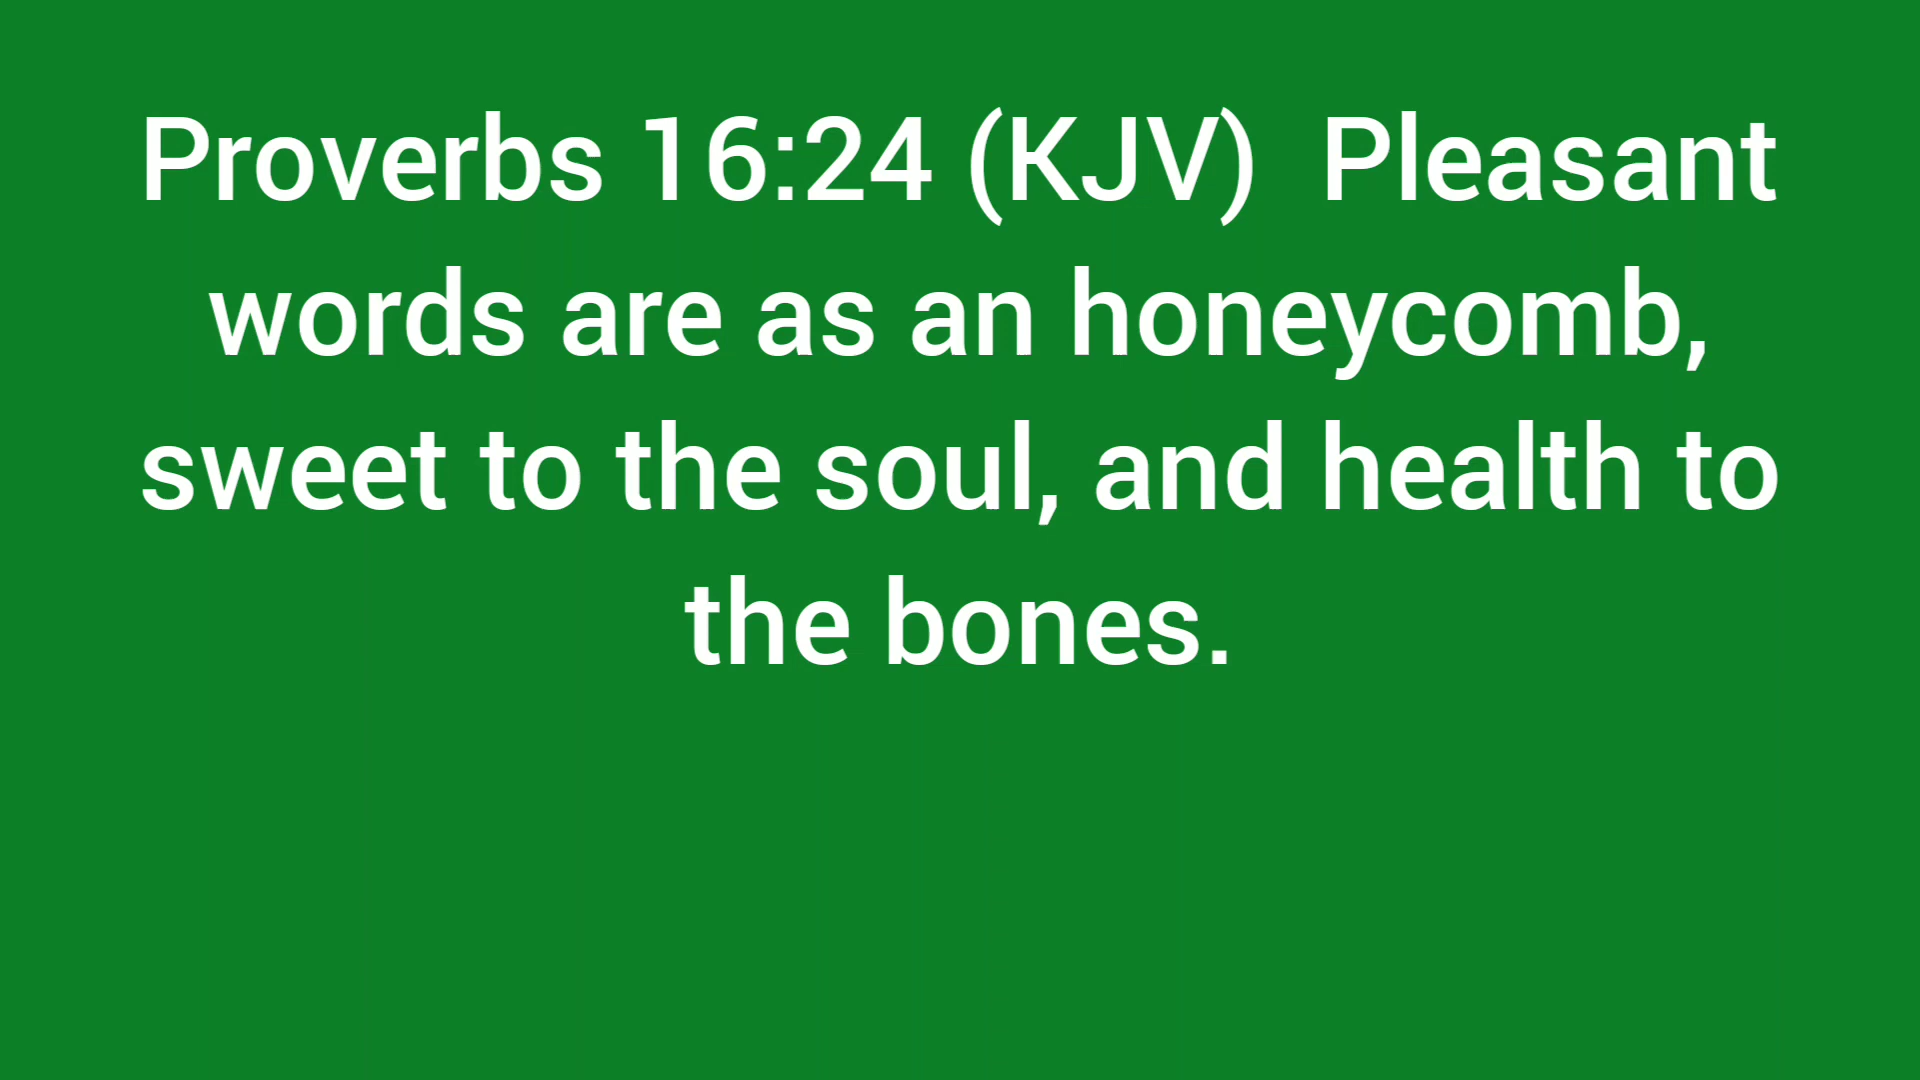 Proverbs 16:24 (KJV)  Pleasant
words are as an honeycomb,
sweet to the soul, and health to
the bones.